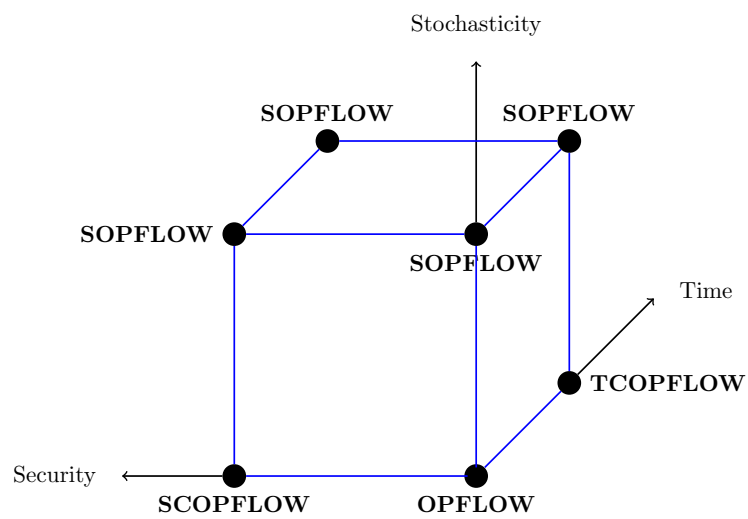 Stochasticity
SOPFLOW
SOPFLOW
SOPFLOW
SOPFLOW
Time
TCOPFLOW
Security
SCOPFLOW
OPFLOW